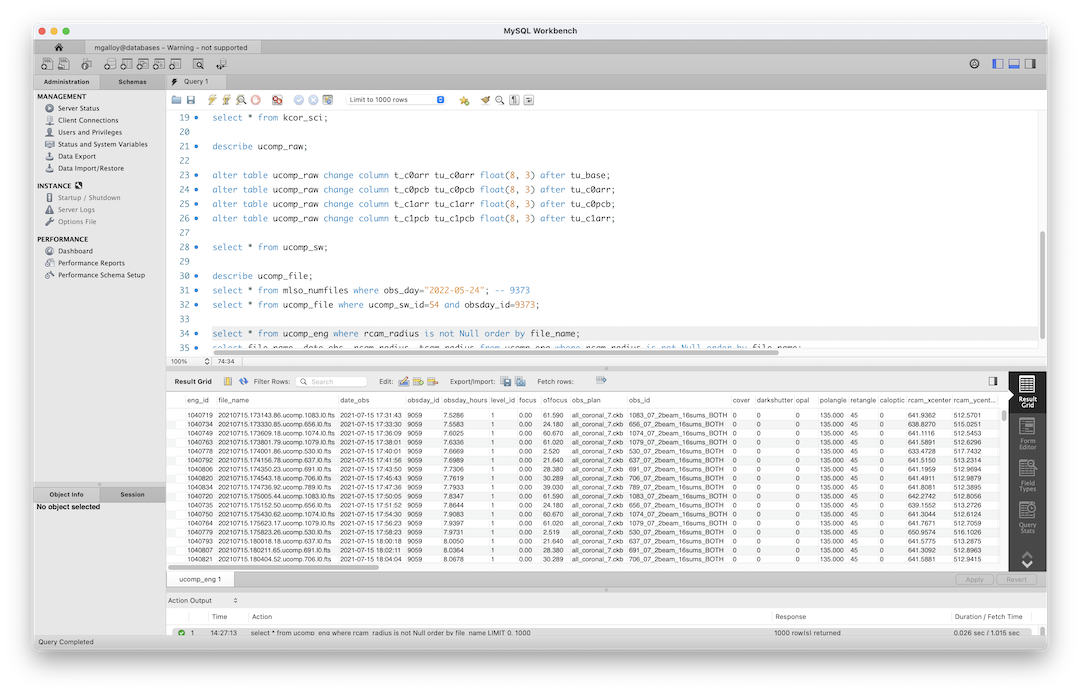 MySQL Workbench
mgalloy@databases - Warning - not supported
Administration Schemas Query 1
MANAGEMENT
Server Status
Client Connections
Users and Privileges
Status and System Variables
Data Export
Data Import/Restore
INSTANCE
Startup / Shutdown
Server Logs
Options File
PERFORMANCE
Dashboard
Performance Reports
Performance Schema Setup
Limit to 1000 rows
19 select * from kcor_sci;
20
21 describe ucomp_raw;
22
23 alter table ucomp_raw change column t_c0arr tu_c0arr float(8, 3) after tu_base;
24 alter table ucomp_raw change column t_c0pcb tu_c0pcb float(8, 3) after tu_c0arr;
25 alter table ucomp_raw change column t_c1arr tu_c1arr float(8, 3) after tu_c0pcb;
26 alter table ucomp_raw change column t_c1pcb tu_c1pcb float(8, 3) after tu_c1arr;
27
28 select * from ucomp_sw;
29
30 describe ucomp_file;
31 select * from mlso_numfiles where obs_day="2022-05-24"; -- 9373
32 select * from ucomp_file where ucomp_sw_id=54 and obsday_id=9373;
33
34 select * from ucomp_eng where rcam_radius is not Null order by file_name;
35 select file_name, date_obs, rcam_radius, tcam_radius from ucomp_eng where rcam_radius is not Null order by file_name;
100% 74:34
Result Grid Filter Rows: Search Edit: Export/Import: Fetch rows:
eng_id file_name date_obs obsday_id obsday_hours level_id focus o1focus obs_plan obs_id cover darkshutter opal polangle retangle caloptic rcam_xcenter rcam_ycent...
1040719 20210715.173143.86.ucomp.1083.l0.fts 2021-07-15 17:31:43 9059 7.5286 1 0.00 61.590 all_coronal_7.ckb 1083_07_2beam_16sums_BOTH 0 0 0 135.000 45 0 641.9362 512.5701
1040734 20210715.173330.85.ucomp.656.l0.fts 2021-07-15 17:33:30 9059 7.5583 1 0.00 24.180 all_coronal_7.ckb 656_07_2beam_16sums_BOTH 0 0 0 135.000 45 0 638.8270 515.0251
1040749 20210715.173609.18.ucomp.1074.l0.fts 2021-07-15 17:36:09 9059 7.6025 1 0.00 60.670 all_coronal_7.ckb 1074_07_2beam_16sums_BOTH 0 0 0 135.000 45 0 641.1116 512.5453
1040763 20210715.173801.79.ucomp.1079.l0.fts 2021-07-15 17:38:01 9059 7.6336 1 0.00 61.020 all_coronal_7.ckb 1079_07_2beam_16sums_BOTH 0 0 0 135.000 45 0 641.5891 512.6296
1040778 20210715.174001.86.ucomp.530.l0.fts 2021-07-15 17:40:01 9059 7.6669 1 0.00 2.520 all_coronal_7.ckb 530_07_2beam_16sums_BOTH 0 0 0 135.000 45 0 633.4728 517.7432
1040792 20210715.174156.78.ucomp.637.l0.fts 2021-07-15 17:41:56 9059 7.6989 1 0.00 21.640 all_coronal_7.ckb 637_07_2beam_16sums_BOTH 0 0 0 135.000 45 0 641.5150 513.2314
1040806 20210715.174350.23.ucomp.691.l0.fts 2021-07-15 17:43:50 9059 7.7306 1 0.00 28.380 all_coronal_7.ckb 691_07_2beam_16sums_BOTH 0 0 0 135.000 45 0 641.1959 512.9694
1040820 20210715.174543.18.ucomp.706.l0.fts 2021-07-15 17:45:43 9059 7.7619 1 0.00 30.289 all_coronal_7.ckb 706_07_2beam_16sums_BOTH 0 0 0 135.000 45 0 641.4911 512.9879
1040834 20210715.174736.92.ucomp.789.l0.fts 2021-07-15 17:47:36 9059 7.7933 1 0.00 39.030 all_coronal_7.ckb 789_07_2beam_16sums_BOTH 0 0 0 135.000 45 0 641.8081 512.3895
1040720 20210715.175005.44.ucomp.1083.l0.fts 2021-07-15 17:50:05 9059 7.8347 1 0.00 61.590 all_coronal_7.ckb 1083_07_2beam_16sums_BOTH 0 0 0 135.000 45 0 642.2742 512.8056
1040735 20210715.175152.50.ucomp.656.l0.fts 2021-07-15 17:51:52 9059 7.8644 1 0.00 24.180 all_coronal_7.ckb 656_07_2beam_16sums_BOTH 0 0 0 135.000 45 0 639.1552 513.2726
1040750 20210715.175430.62.ucomp.1074.l0.fts 2021-07-15 17:54:30 9059 7.9083 1 0.00 60.670 all_coronal_7.ckb 1074_07_2beam_16sums_BOTH 0 0 0 135.000 45 0 641.3044 512.6124
1040764 20210715.175623.17.ucomp.1079.l0.fts 2021-07-15 17:56:23 9059 7.9397 1 0.00 61.020 all_coronal_7.ckb 1079_07_2beam_16sums_BOTH 0 0 0 135.000 45 0 641.7671 512.7059
1040779 20210715.175823.26.ucomp.530.l0.fts 2021-07-15 17:58:23 9059 7.9731 1 0.00 2.519 all_coronal_7.ckb 530_07_2beam_16sums_BOTH 0 0 0 135.000 45 0 650.9574 516.1026
1040793 20210715.180018.18.ucomp.637.l0.fts 2021-07-15 18:00:18 9059 8.0050 1 0.00 21.640 all_coronal_7.ckb 637_07_2beam_16sums_BOTH 0 0 0 135.000 45 0 641.5775 513.2875
1040807 20210715.180211.65.ucomp.691.l0.fts 2021-07-15 18:02:11 9059 8.0364 1 0.00 28.380 all_coronal_7.ckb 691_07_2beam_16sums_BOTH 0 0 0 135.000 45 0 641.3092 512.8963
1040821 20210715.180404.52.ucomp.706.l0.fts 2021-07-15 18:04:04 9059 8.0678 1 0.00 30.289 all_coronal_7.ckb 706_07_2beam_16sums_BOTH 0 0 0 135.000 45 0 641.5881 512.9415
Result
Grid
Form
Editor
Field
Types
Query
Stats
Object Info Session
No object selected
ucomp_eng 1 Apply Revert
Action Output
Time Action Response Duration / Fetch Time
1 14:27:13 select * from ucomp_eng where rcam_radius is not Null order by file_name LIMIT 0, 1000 1000 row(s) returned 0.026 sec / 1.015 sec
Query Completed